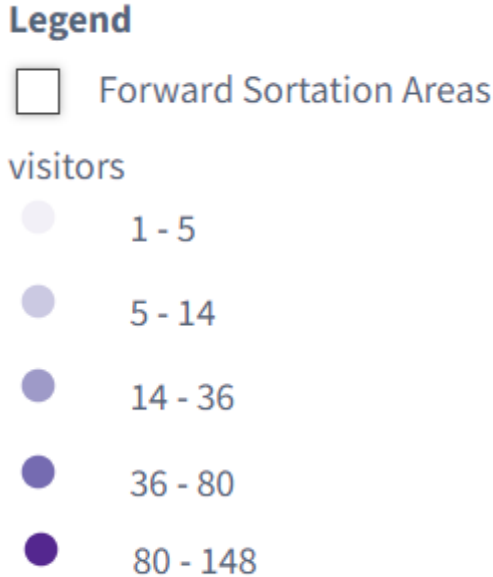 Legend
Forward Sortation Areas
visitors
1 - 5
5 - 14
14 - 36
36 - 80
80 - 148